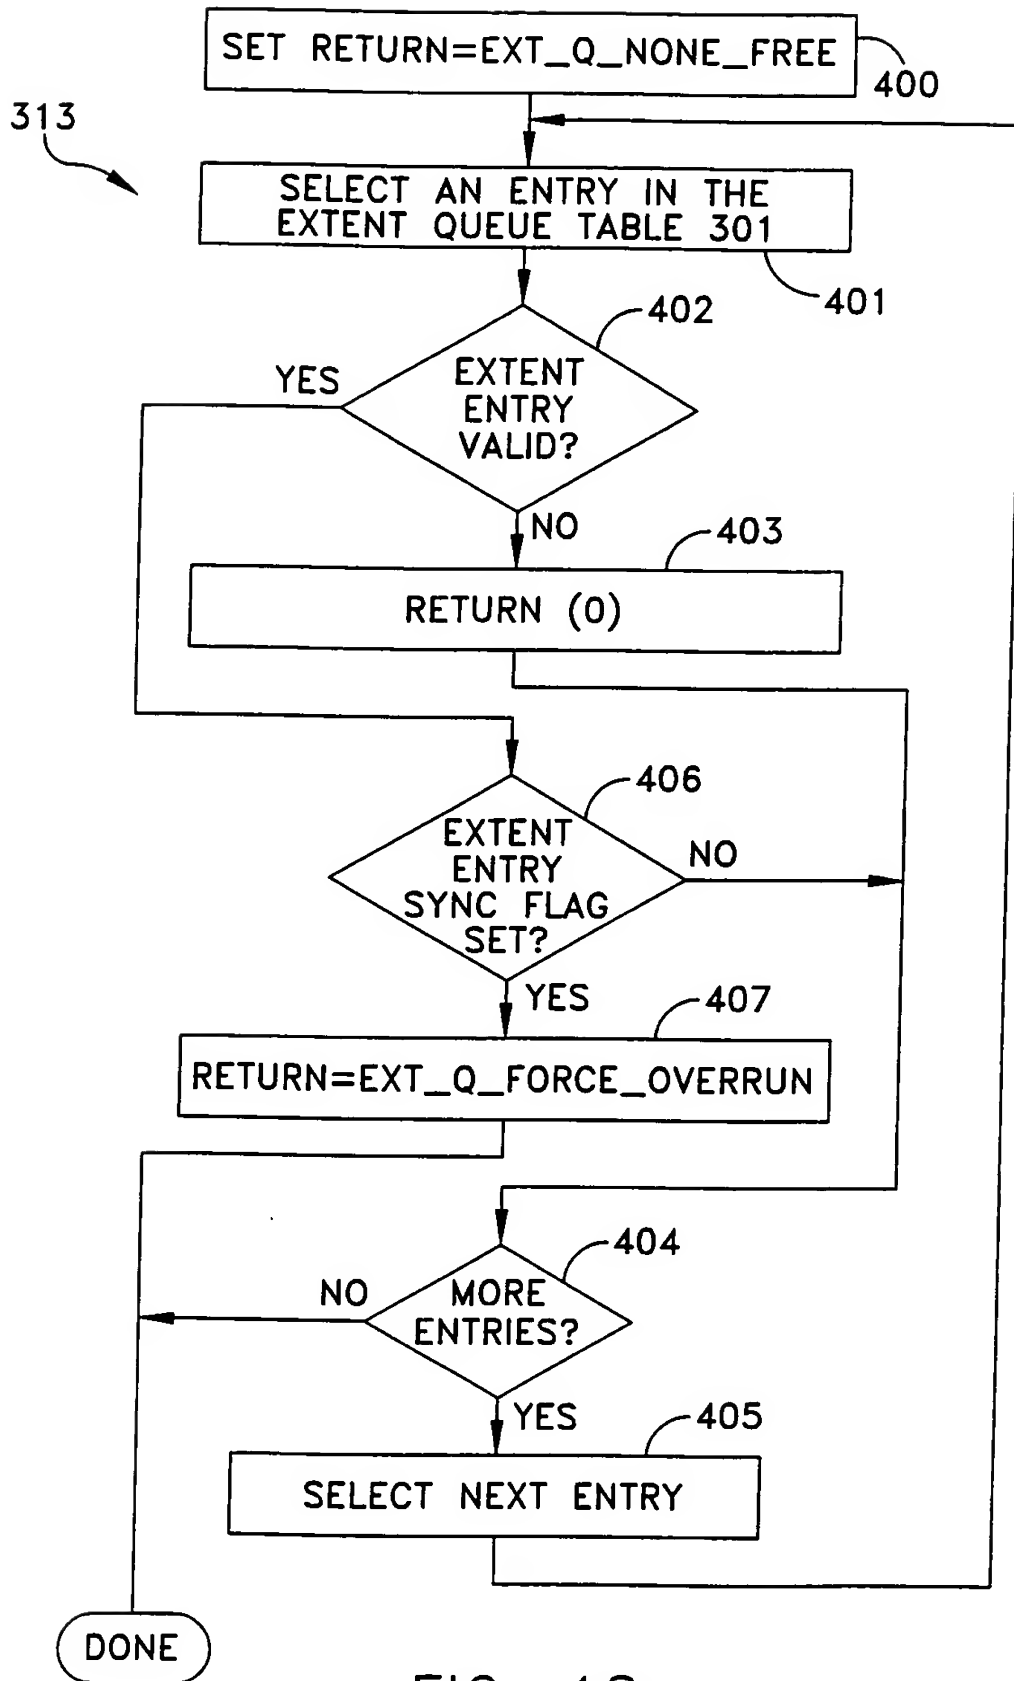 SET RETURN=EXT_Q_NONE_FREE
400
313
SELECT AN ENTRY IN THE
EXTENT QUEUE TABLE 301
401
402
YES
EXTENT
ENTRY
VALID?
NO
403
RETURN (0)
406
EXTENT
ENTRY
SYNC FLAG
SET?
NO
YES
407
RETURN=EXT_Q_FORCE_OVERRUN
404
NO
MORE
ENTRIES?
YES
405
SELECT NEXT ENTRY
DONE